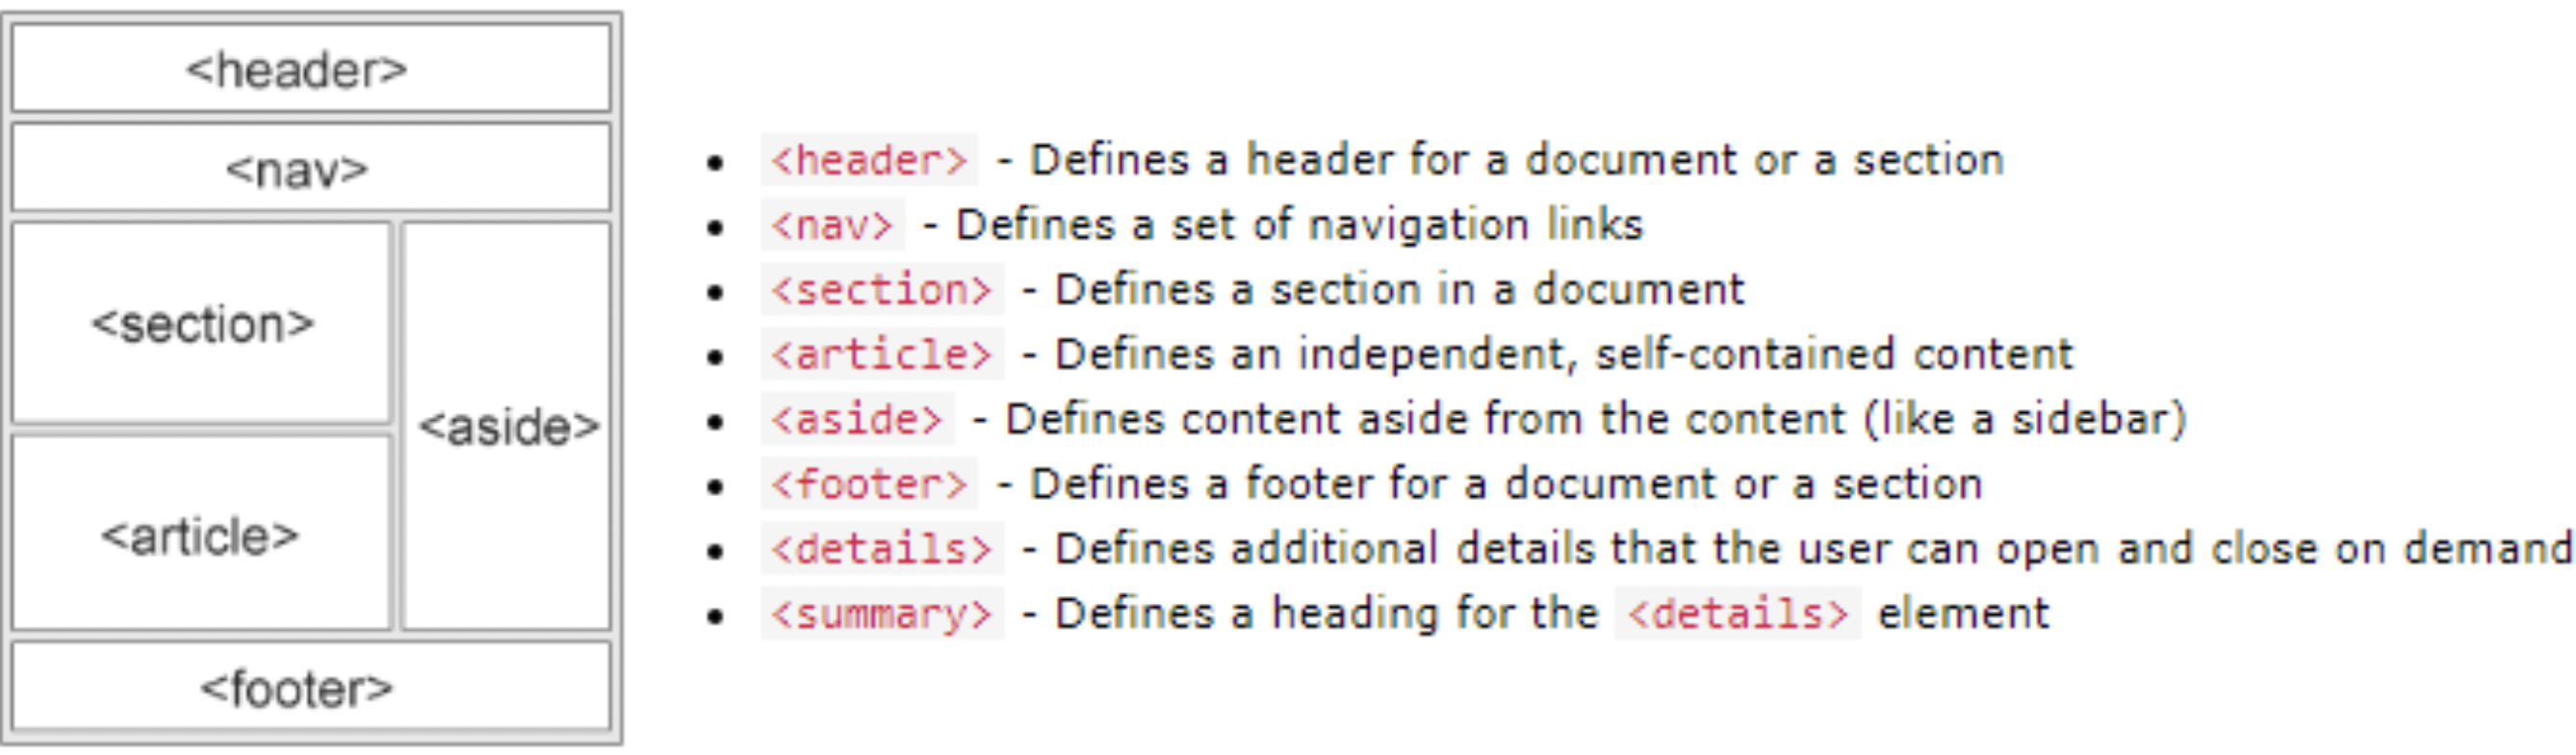 <header>
<nav>
<section>
<aside>
<article>
<footer>
• <header> - Defines a header for a document or a section
• <nav> - Defines a set of navigation links
• <section> - Defines a section in a document
• <article> - Defines an independent, self-contained content
• <aside> - Defines content aside from the content (like a sidebar)
• <footer> - Defines a footer for a document or a section
• <details> - Defines additional details that the user can open and close on demand
• <summary> - Defines a heading for the <details> element